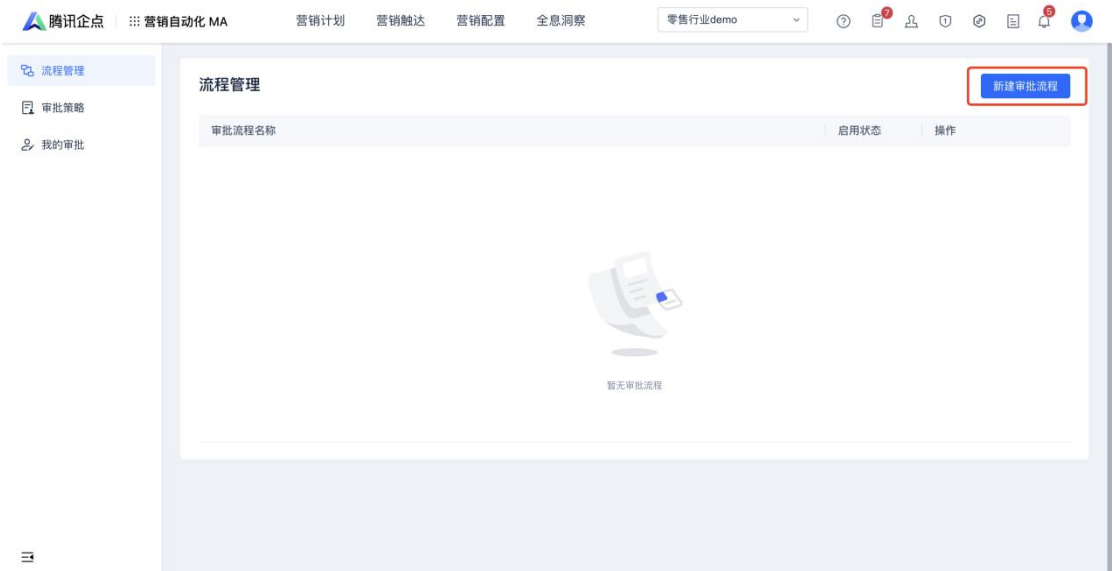 腾讯企点 营销自动化 MA 营销计划 营销触达 营销配置 全息洞察 零售行业demo 7 5
流程管理
审批策略
我的审批
流程管理
新建审批流程
审批流程名称 启用状态 操作
暂无审批流程